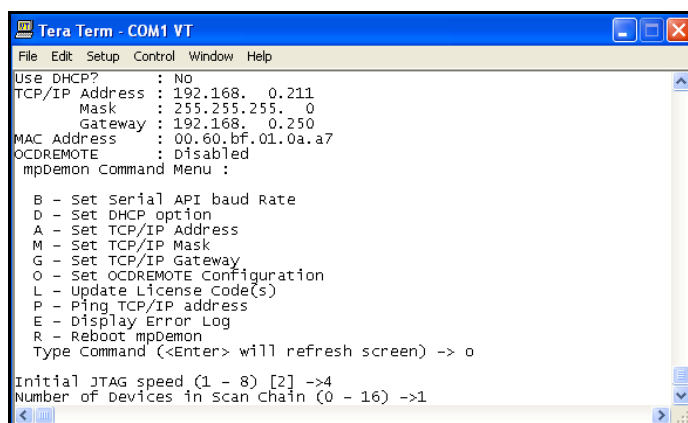 Tera Term - COM1 VT
File Edit Setup Control Window Help
Use DHCP? : No
TCP/IP Address : 192.168. 0.211
Mask : 255.255.255. 0
Gateway : 192.168. 0.250
MAC Address : 00.60.bf.01.0a.a7
OCDREMOTE : Disabled
mpDemon Command Menu :
B - Set Serial API baud Rate
D - Set DHCP option
A - Set TCP/IP Address
M - Set TCP/IP Mask
G - Set TCP/IP Gateway
O - Set OCDREMOTE Configuration
L - Update License Code(s)
P - Ping TCP/IP address
E - Display Error Log
R - Reboot mpDemon
Type Command (<Enter> will refresh screen) -> o
Initial JTAG speed (1 - 8) [2] ->4
Number of Devices in Scan Chain (0 - 16) ->1